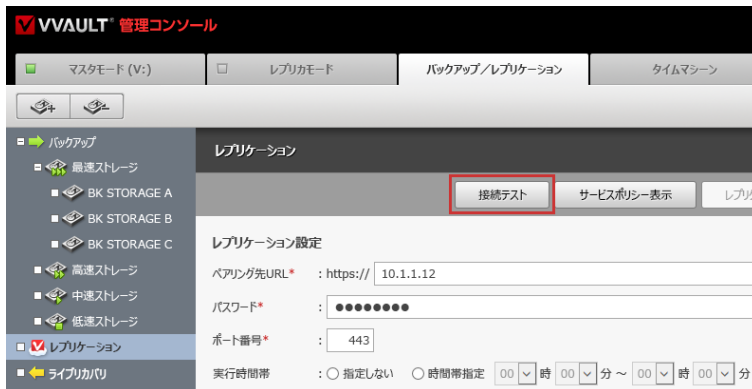 VVAULT® 管理コンソール
マスタモード (V:) レプリカモード バックアップ／レプリケーション タイムマシーン
バックアップ
最速ストレージ
BK STORAGE A
BK STORAGE B
BK STORAGE C
高速ストレージ
中速ストレージ
低速ストレージ
レプリケーション
ライブリカバリ
レプリケーション
接続テスト サービスポリシー表示
レプリケーション設定
ペアリング先URL* : https:// 10.1.1.12
パスワード* : ●●●●●●●●
ポート番号* : 443
実行時間帯 : 指定しない 時間帯指定 00 時 00 分 ～ 00 時 00 分